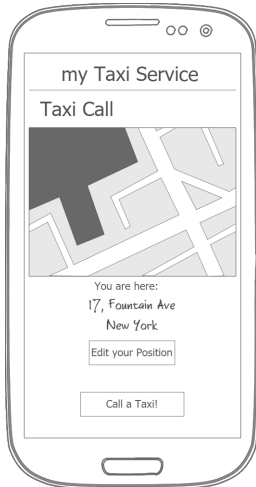 my Taxi Service
Taxi Call
You are here:
17, Fountain Ave
New York
Edit your Position
Call a Taxi!